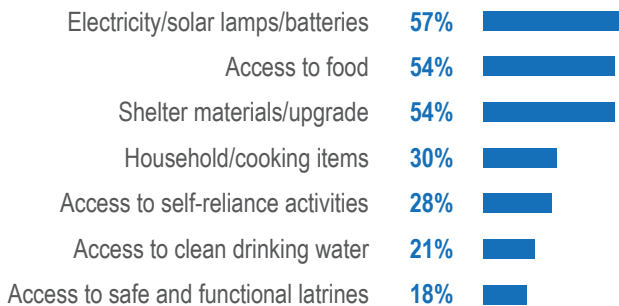 Electricity/solar lamps/batteries 57%
Access to food 54%
Shelter materials/upgrade 54%
Household/cooking items 30%
Access to self-reliance activities 28%
Access to clean drinking water 21%
Access to safe and functional latrines 18%